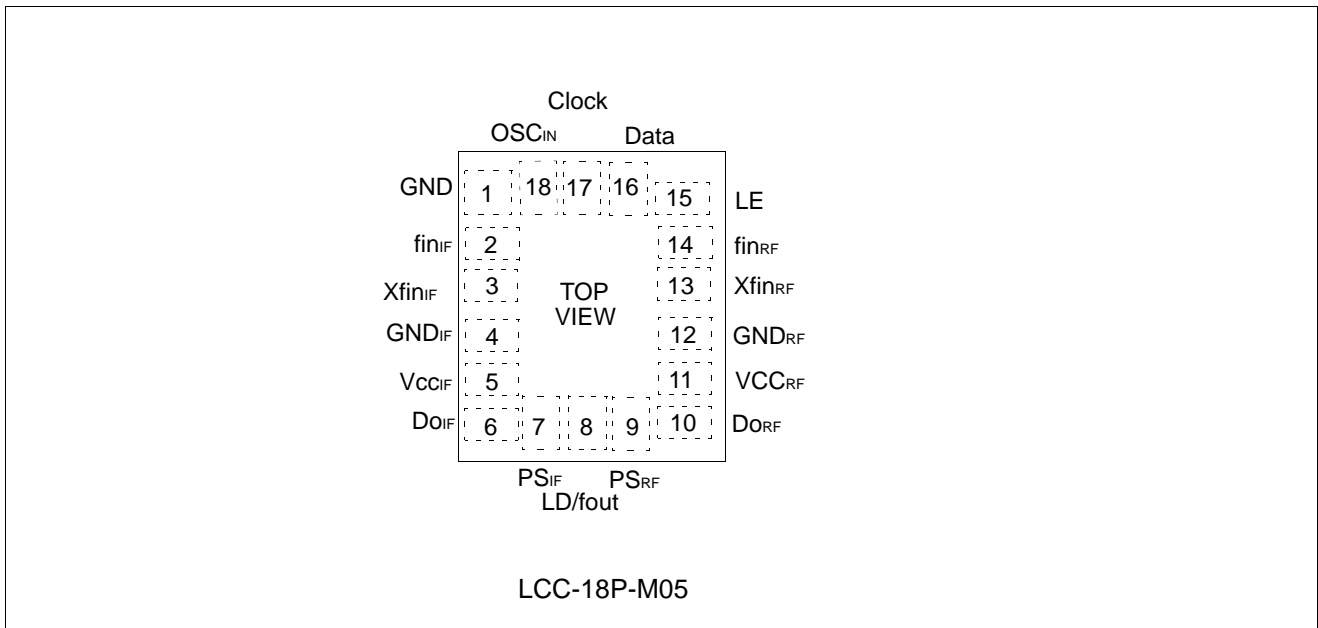 Clock
OSCIN Data
GND 1 18 17 16 15 LE
finIF 2 14 finRF
XfinIF 3 TOP VIEW 13 XfinRF
GNDIF 4 12 GNDRF
VccIF 5 11 VCCRF
DoIF 6 7 8 9 10 DoRF
PSIF PSRF
LD/fout
LCC-18P-M05